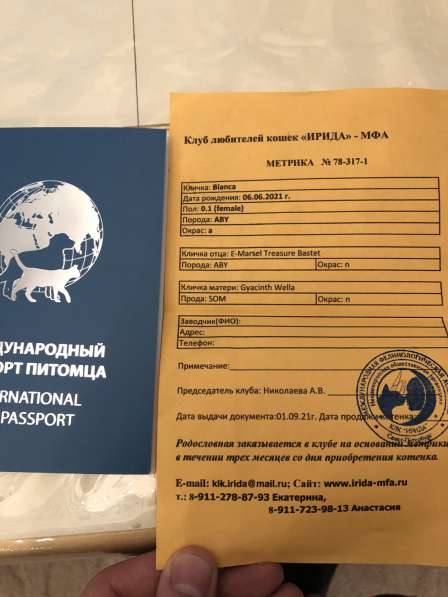 ДУНАРОДНЫЙ
ОРТ ПИТОМЦА
ERNATIONAL
PASSPORT
Клуб любителей кошек «ИРИДА» - МФА
МЕТРИКА № 78-317-1
Кличка: Bianca
Дата рождения: 06.06.2021 г.
Пол: 0.1 (female)
Порода: ABY
Окрас: a
Кличка отца: E-Marsel Treasure Bastet
Порода: ABY Окрас: n
Кличка матери: Gyacinth Wella
Прода: SOM Окрас: n
Заводчик(ФИО):
Адрес:
Телефон:
Примечание:
Председатель клуба: Николаева А.В.
Дата выдачи документа:01.09.21г. Дата продажи котенка:
МЕЖДУНАРОДНАЯ ФЕЛИНОЛОГИЧЕСКАЯ
КЛК "ИРИДА"
Санкт-Петербург
Родословная заказывается в клубе на основании метрики
в течении трех месяцев со дня приобретения котенка.
E-mail: klk.irida@mail.ru; Сайт: www.irida-mfa.ru
т.: 8-911-278-87-93 Екатерина,
8-911-723-98-13 Анастасия